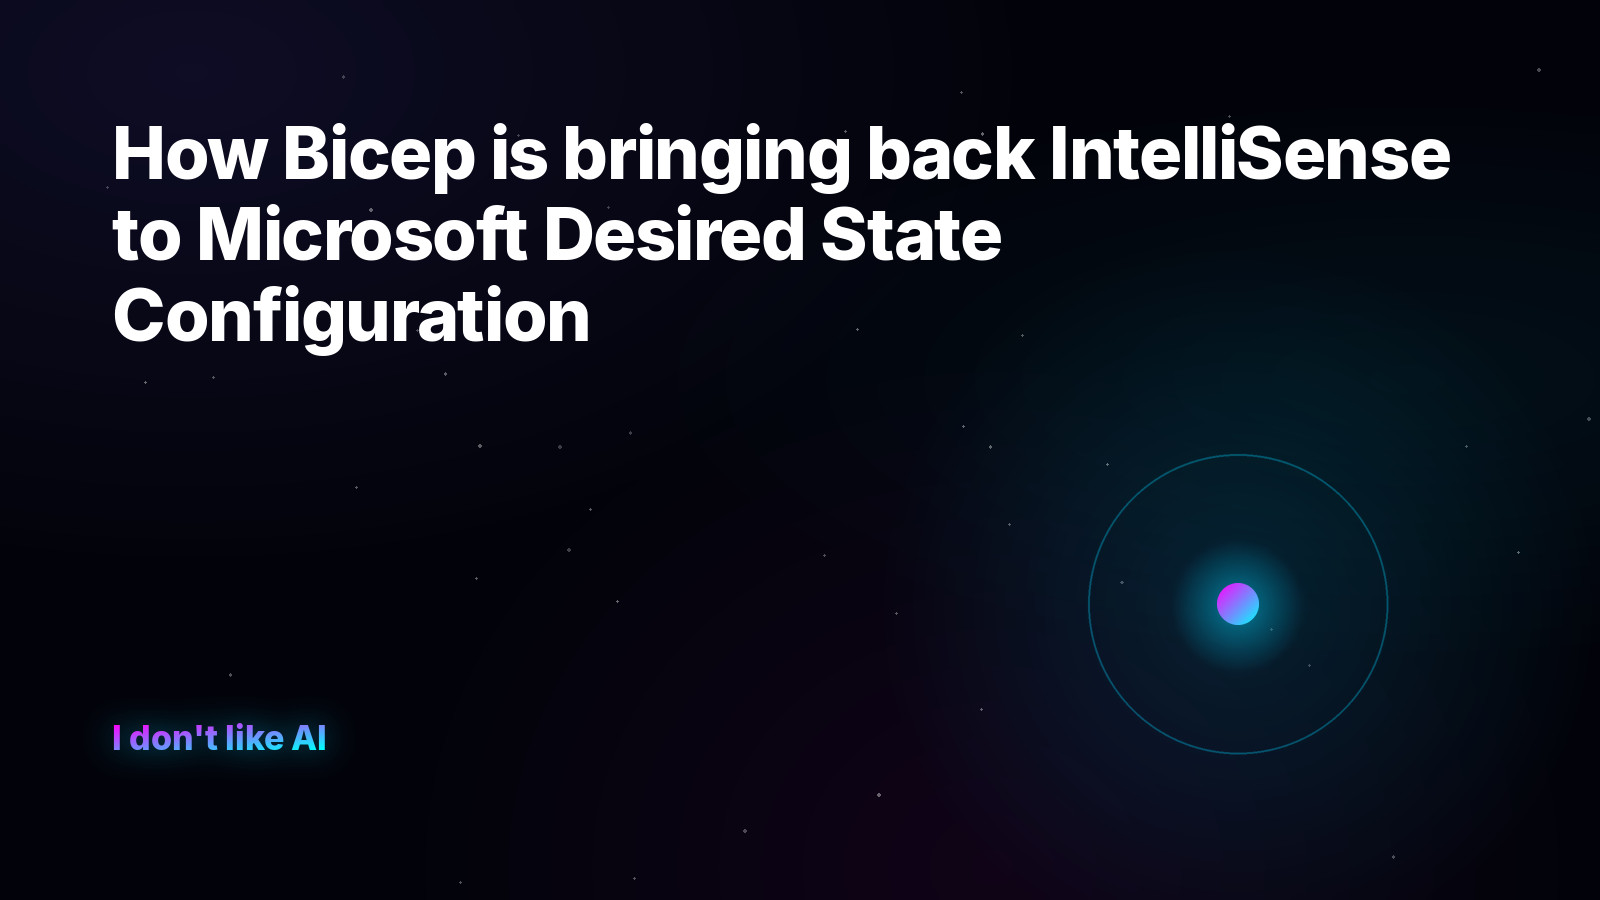 How Bicep is bringing back IntelliSense
to Microsoft Desired State
Configuration
I don't like AI